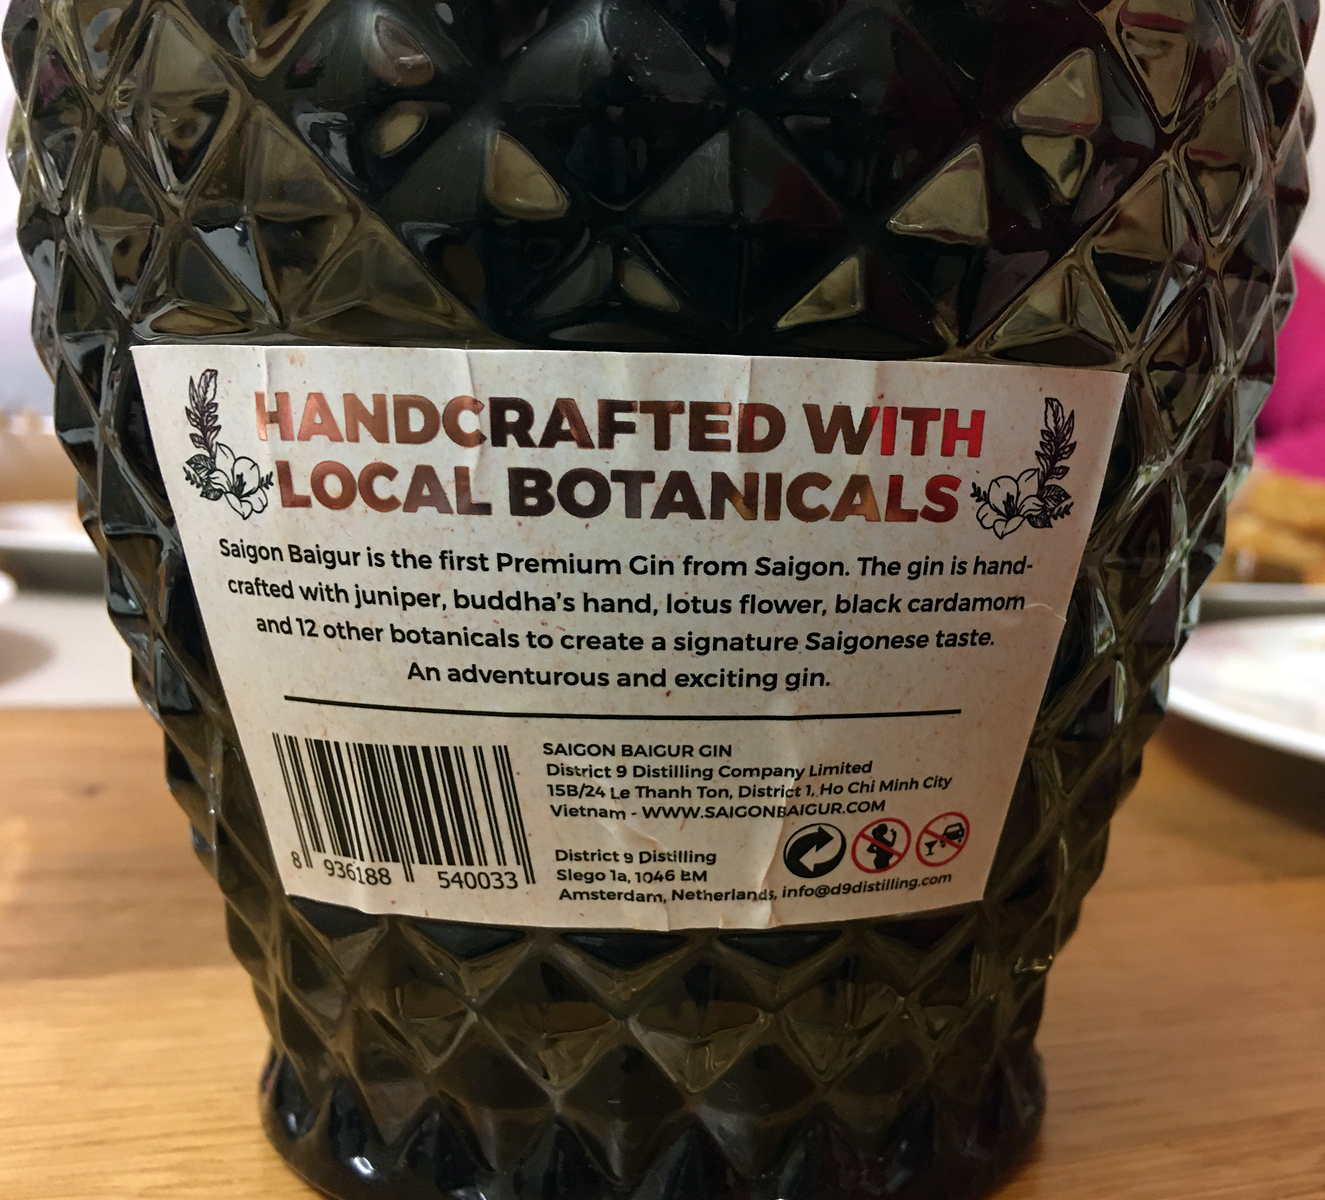 HANDCRAFTED WITH
LOCAL BOTANICALS
Saigon Baigur is the first Premium Gin from Saigon. The gin is hand-
crafted with juniper, buddha's hand, lotus flower, black cardamom
and 12 other botanicals to create a signature Saigonese taste.
An adventurous and exciting gin.
SAIGON BAIGUR GIN
District 9 Distilling Company Limited
15B/24 Le Thanh Ton, District 1, Ho Chi Minh City
Vietnam - WWW.SAIGONBAIGUR.COM
District 9 Distilling
Slego 1a, 1046 BM
Amsterdam, Netherlands, info@d9distilling.com
8 936188 540033